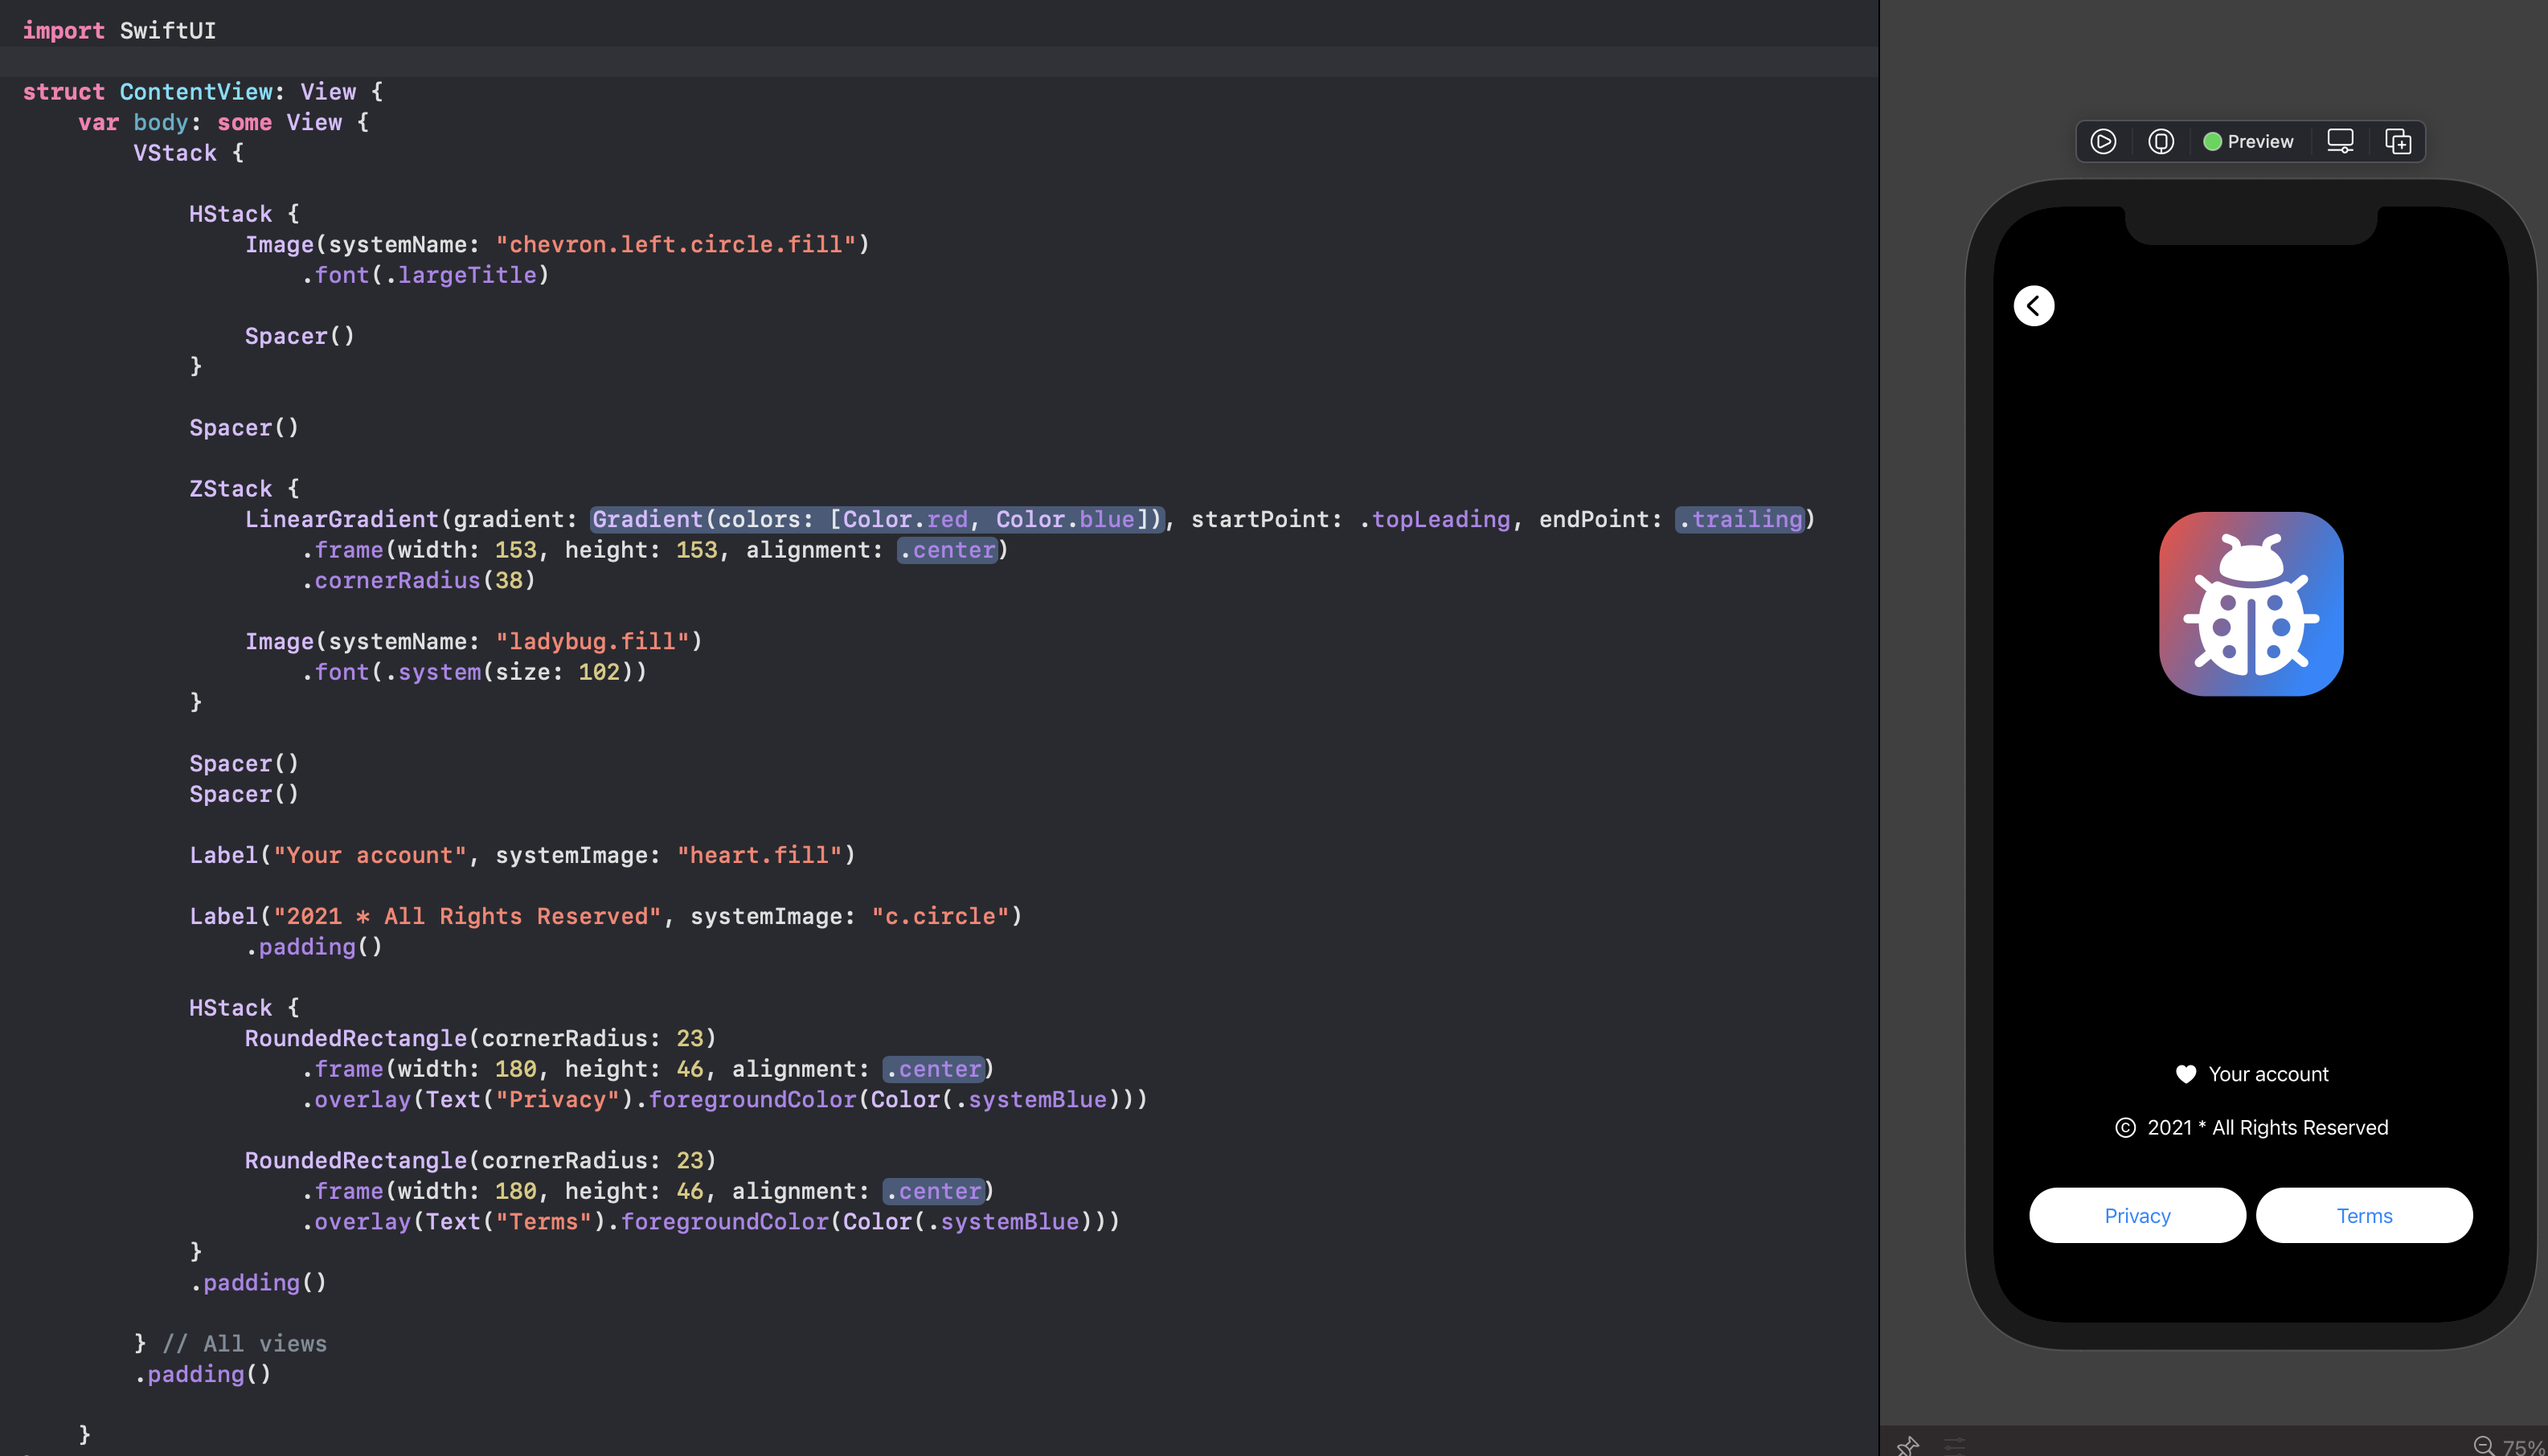 import SwiftUI
struct ContentView: View {
var body: some View {
VStack {
HStack {
Image(systemName: "chevron.left.circle.fill")
.font(.largeTitle)
Spacer()
}
Spacer()
ZStack {
LinearGradient(gradient: Gradient(colors: [Color.red, Color.blue]), startPoint: .topLeading, endPoint: .trailing)
.frame(width: 153, height: 153, alignment: .center)
.cornerRadius(38)
Image(systemName: "ladybug.fill")
.font(.system(size: 102))
}
Spacer()
Spacer()
Label("Your account", systemImage: "heart.fill")
Label("2021 * All Rights Reserved", systemImage: "c.circle")
.padding()
HStack {
RoundedRectangle(cornerRadius: 23)
.frame(width: 180, height: 46, alignment: .center)
.overlay(Text("Privacy").foregroundColor(Color(.systemBlue)))
RoundedRectangle(cornerRadius: 23)
.frame(width: 180, height: 46, alignment: .center)
.overlay(Text("Terms").foregroundColor(Color(.systemBlue)))
}
.padding()
} // All views
.padding()
}
Preview
Your account
© 2021 * All Rights Reserved
Privacy
Terms
75%